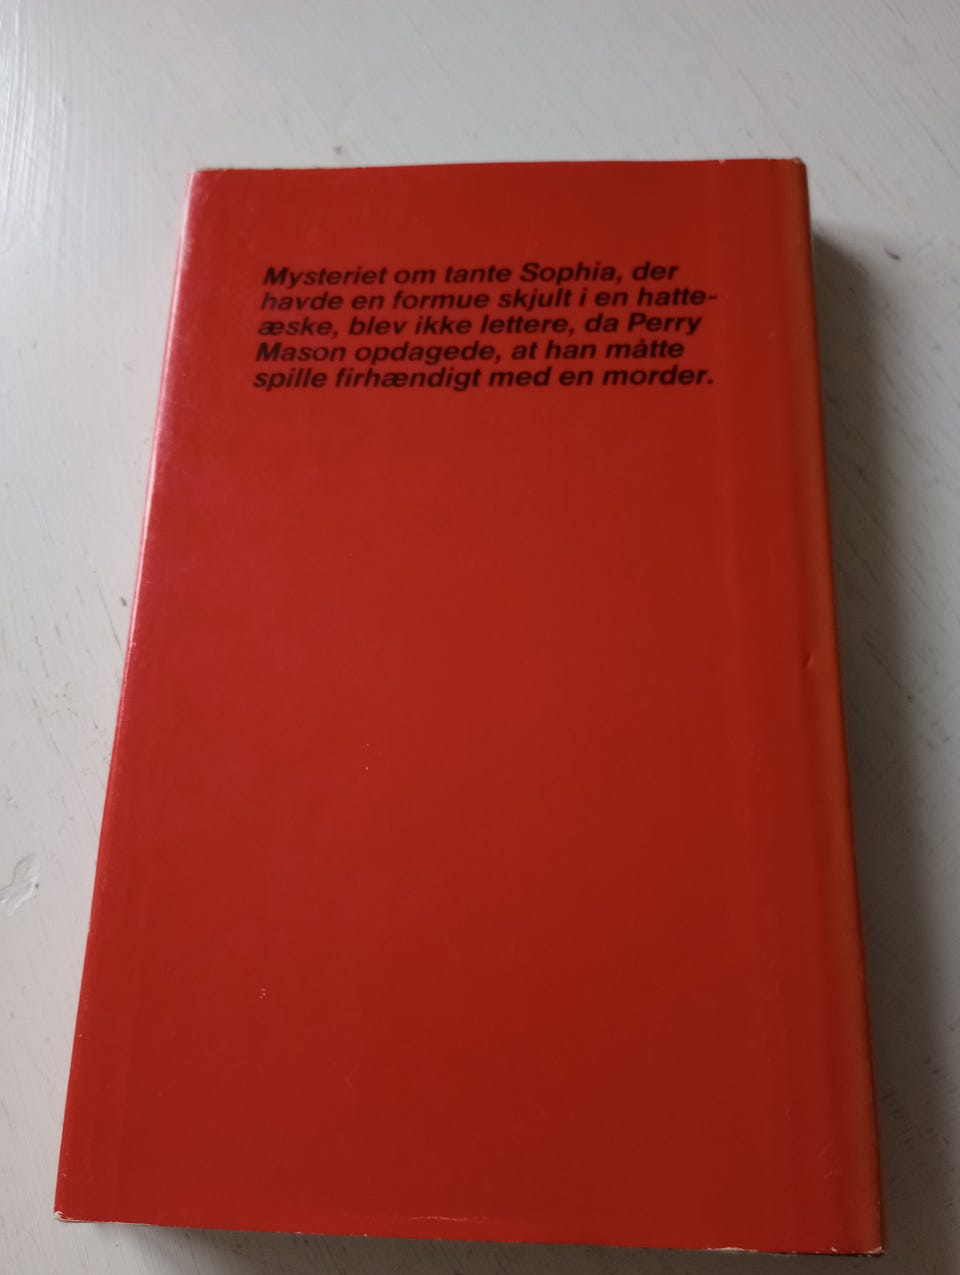 Mysteriet om tante Sophia, der
havde en formue skjult i en hatte-
æske, blev ikke lettere, da Perry
Mason opdagede, at han måtte
spille firhændigt med en morder.